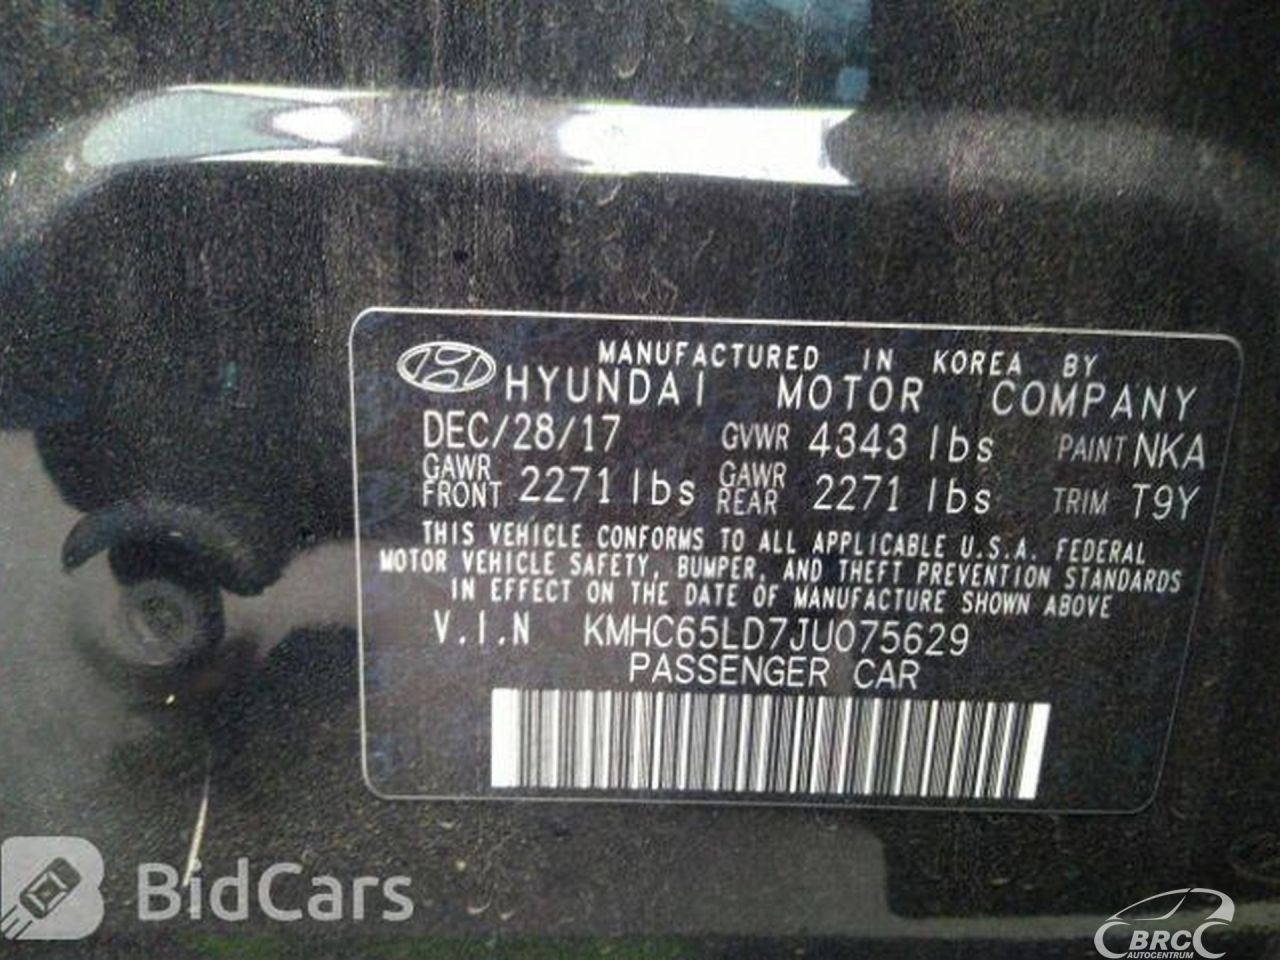 MANUFACTURED IN KOREA BY
HYUNDAI MOTOR COMPANY
DEC/28/17 GVWR 4343 lbs PAINT NKA
GAWR FRONT 2271 lbs GAWR REAR 2271 lbs TRIM T9Y
THIS VEHICLE CONFORMS TO ALL APPLICABLE U.S.A. FEDERAL
MOTOR VEHICLE SAFETY, BUMPER, AND THEFT PREVENTION STANDARDS
IN EFFECT ON THE DATE OF MANUFACTURE SHOWN ABOVE
V.I.N KMHC65LD7JU075629
PASSENGER CAR
BidCars
BRC
AUTOCENTRUM